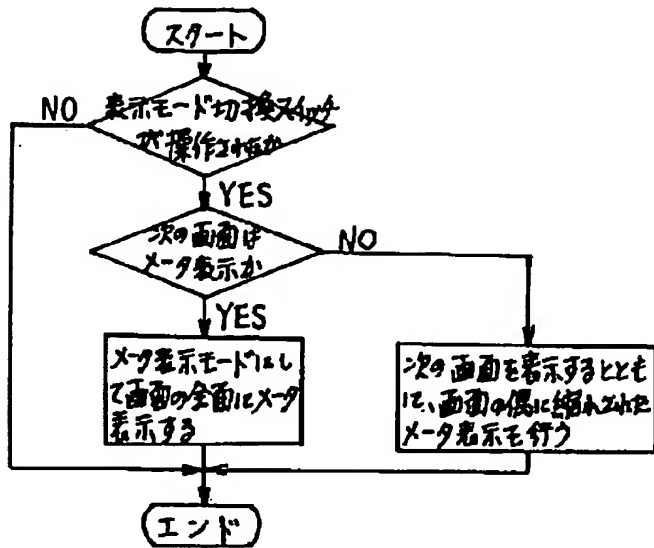 スタート
NO
表示モード切換スイッチ
が操作されたか
YES
次の画面は
メータ表示か
NO
YES
メータ表示モードにし
て画面の全面にメータ
表示する
次の画面を表示するととも
に、画面の隅に縮小された
メータ表示を行う
エンド